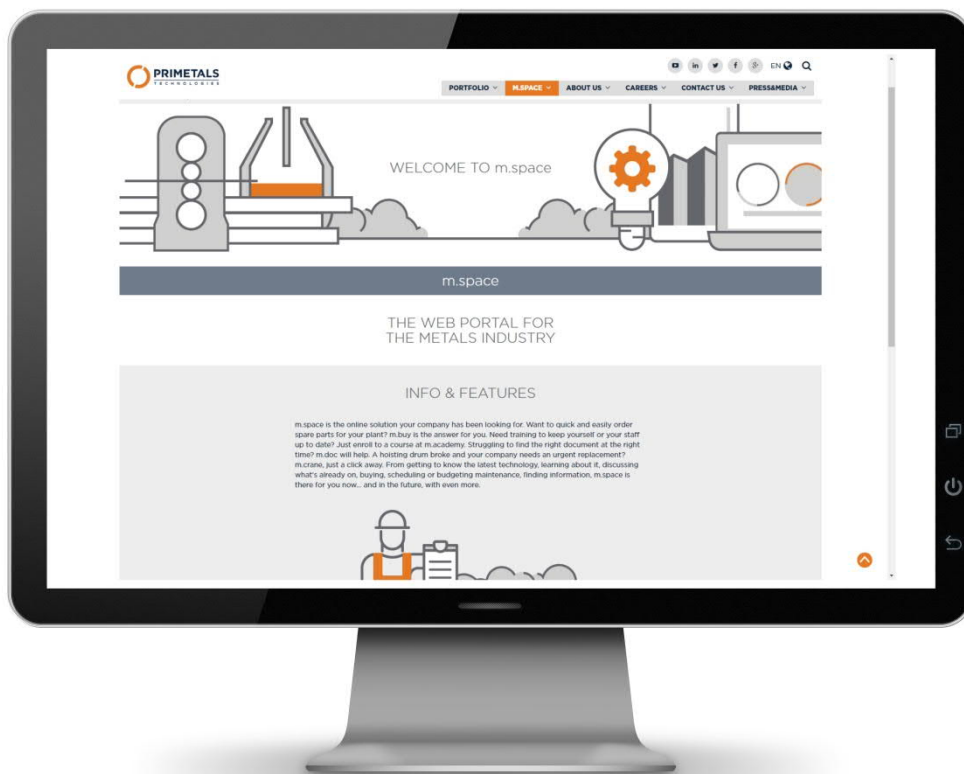 PRIMETALS
TECHNOLOGIES
EN
PORTFOLIO
M.SPACE
ABOUT US
CAREERS
CONTACT US
PRESS&MEDIA
WELCOME TO m.space
m.space
THE WEB PORTAL FOR
THE METALS INDUSTRY
INFO & FEATURES
m.space is the online solution your company has been looking for. Want to quick and easily order
spare parts for your plant? m.buy is the answer for you. Need training to keep yourself or your staff
up to date? Just enroll to a course at m.academy. Struggling to find the right document at the right
time? m.doc will help. A hoisting drum broke and your company needs an urgent replacement?
m.crane, just a click away. From getting to know the latest technology, learning about it, discussing
what's already on, buying, scheduling or budgeting maintenance, finding information, m.space is
there for you now... and in the future, with even more.